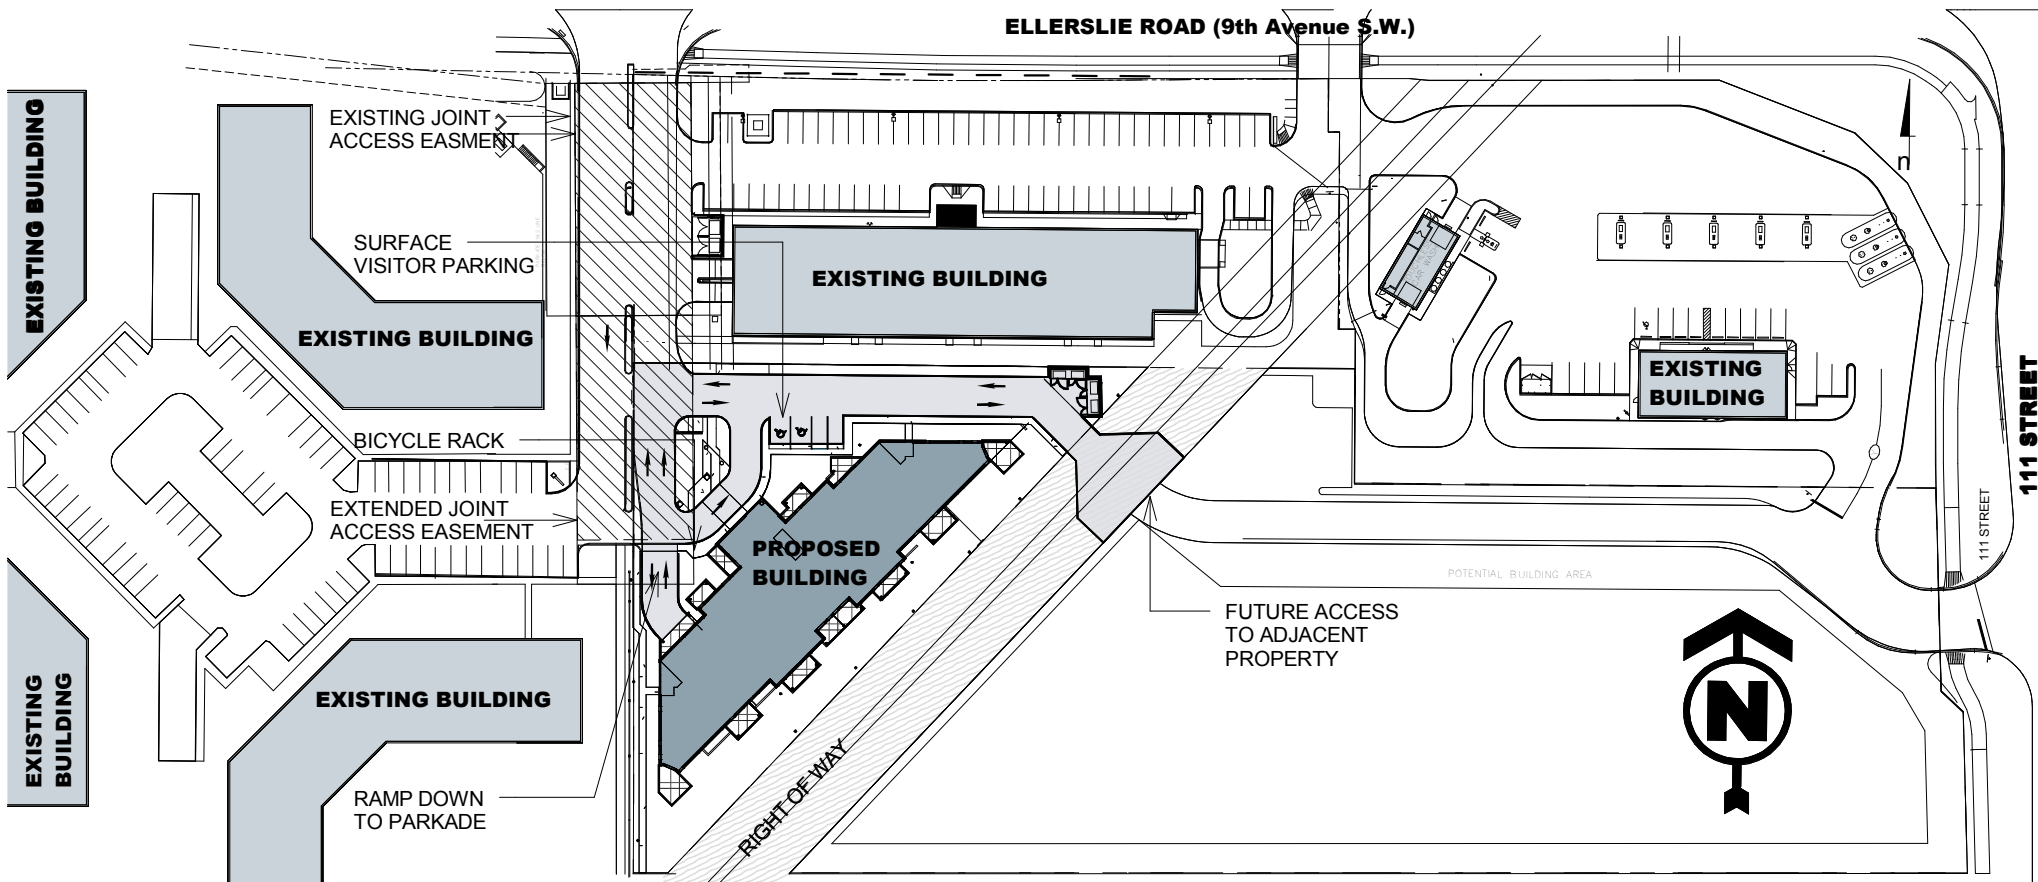 ELLERSLIE ROAD (9th Avenue S.W.)
EXISTING JOINT
ACCESS EASMENT
EXISTING BUILDING
n
SURFACE
VISITOR PARKING
EXISTING BUILDING
EXISTING BUILDING
EXISTING
BUILDING
111 STREET
BICYCLE RACK
EXTENDED JOINT
ACCESS EASEMENT
111 STREET
PROPOSED
BUILDING
POTENTIAL BUILDING AREA
FUTURE ACCESS
TO ADJACENT
PROPERTY
EXISTING
BUILDING
EXISTING BUILDING
N
RAMP DOWN
TO PARKADE
RIGHT OF WAY